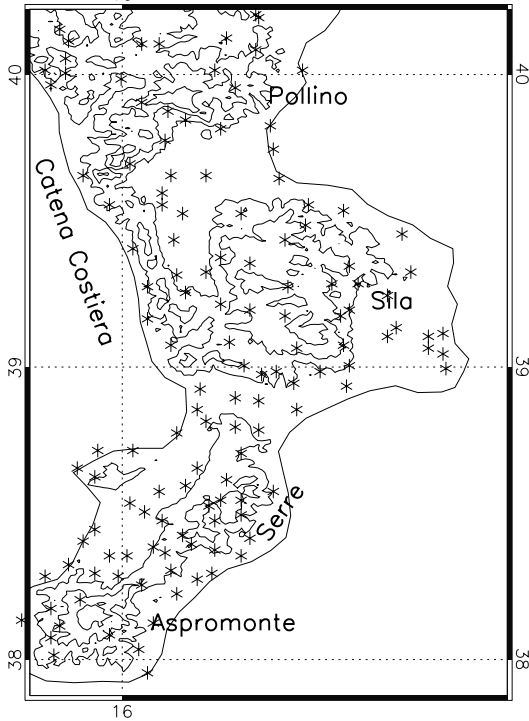 40
40
Pollino
Catena Costiera
Sila
39
39
Serre
Aspromonte
38
38
16